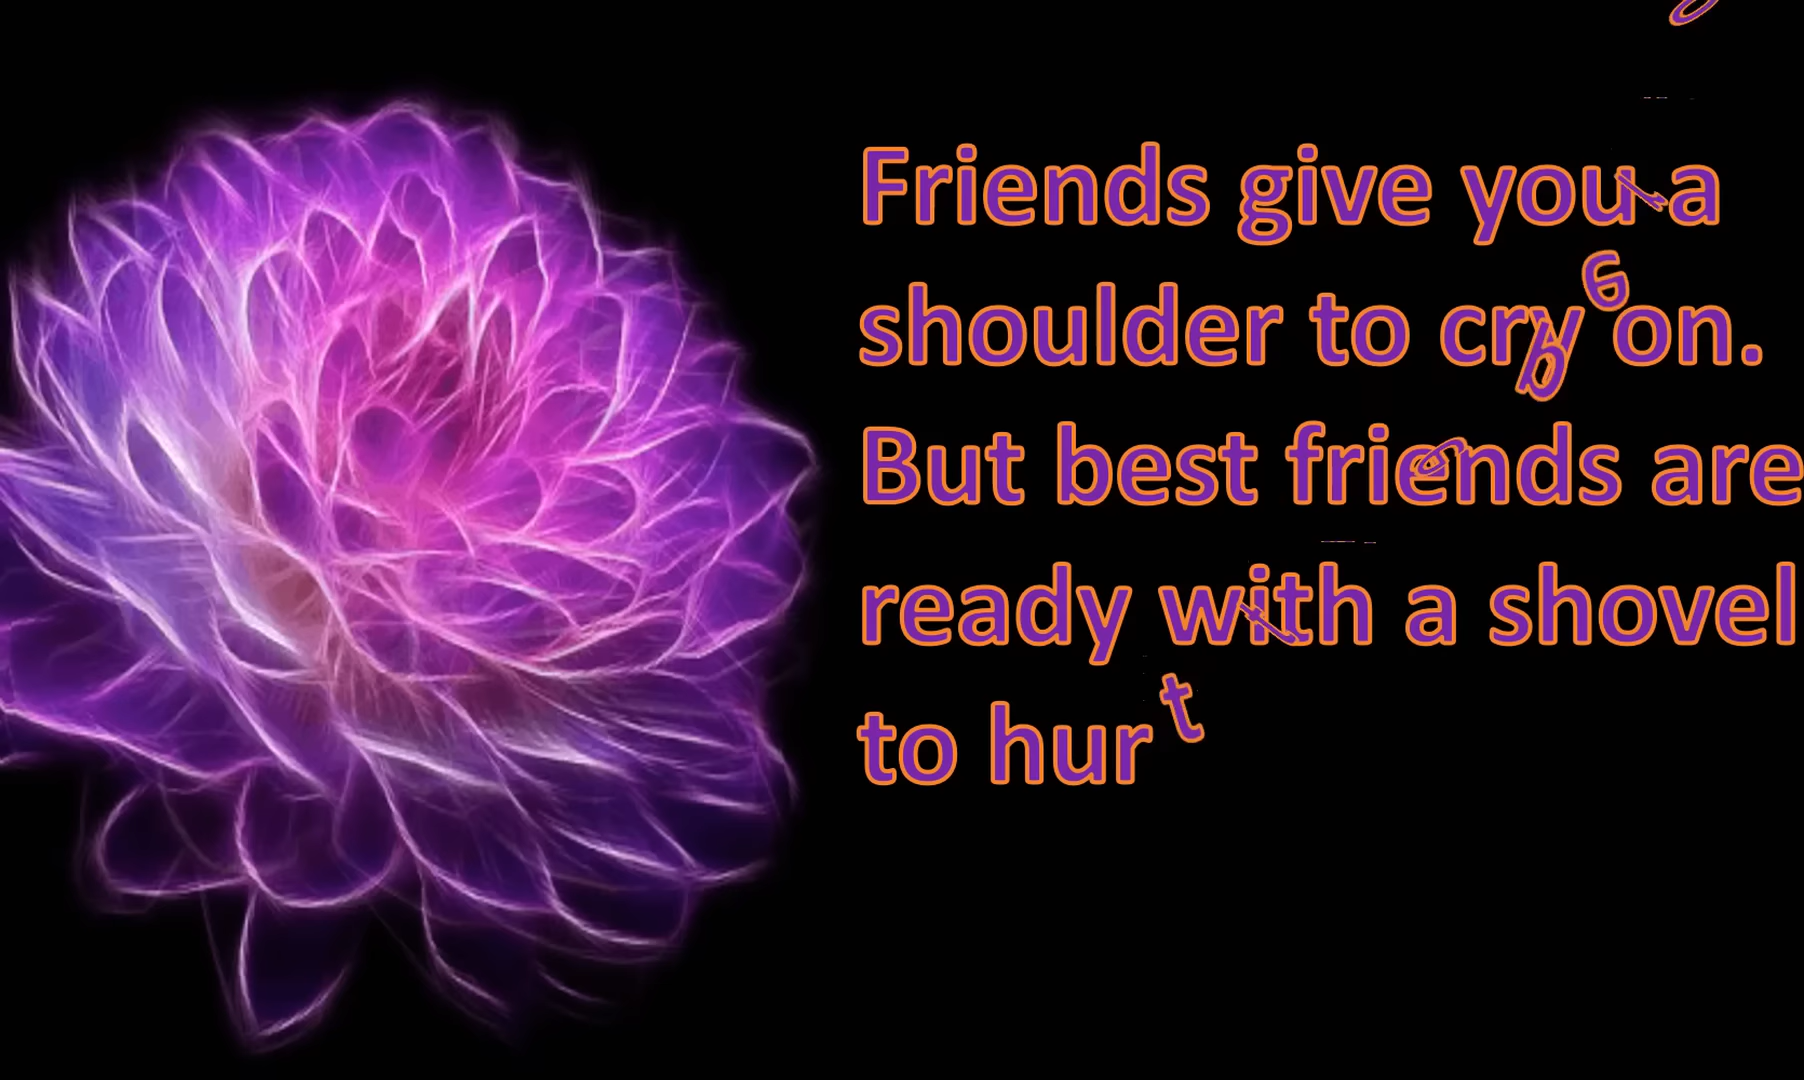 Friends give you a
shoulder to cry on.
But best friends are
ready with a shovel
to hurt